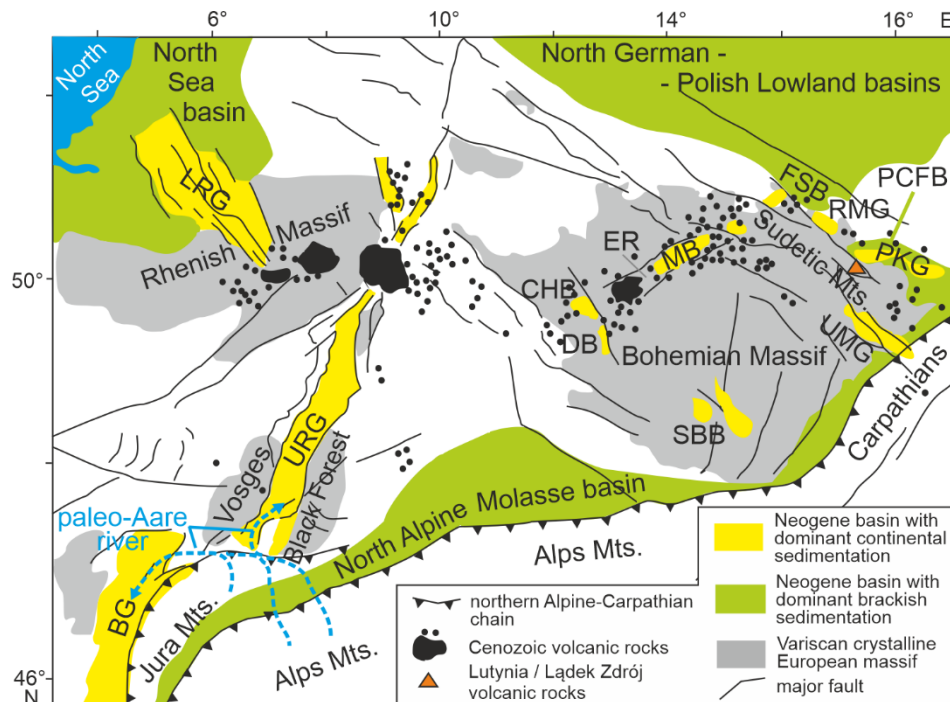 6°
10°
14°
16°
E
North Sea
North
Sea
basin
North German -
- Polish Lowland basins
LRG
Rhenish Massif
FSB
PCFB
RMG
ER
MB
Sudetic Mts.
PKG
50°
CHB
DB
UMG
Bohemian Massif
Carpathians
URG
SBB
Vosges
Black Forest
paleo-Aare
river
North Alpine Molasse basin
Alps Mts.
BG
Jura Mts.
Alps Mts.
46°
N
northern Alpine-Carpathian
chain
Cenozoic volcanic rocks
Lutynia / Lądek Zdrój
volcanic rocks
Neogene basin with
dominant continental
sedimentation
Neogene basin with
dominant brackish
sedimentation
Variscan crystalline
European massif
major fault